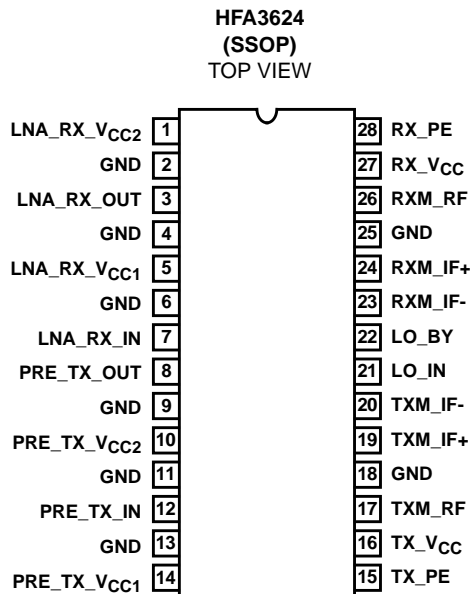 HFA3624
(SSOP)
TOP VIEW
LNA_RX_VCC2 1 28 RX_PE
GND 2 27 RX_VCC
LNA_RX_OUT 3 26 RXM_RF
GND 4 25 GND
LNA_RX_VCC1 5 24 RXM_IF+
GND 6 23 RXM_IF-
LNA_RX_IN 7 22 LO_BY
PRE_TX_OUT 8 21 LO_IN
GND 9 20 TXM_IF-
PRE_TX_VCC2 10 19 TXM_IF+
GND 11 18 GND
PRE_TX_IN 12 17 TXM_RF
GND 13 16 TX_VCC
PRE_TX_VCC1 14 15 TX_PE